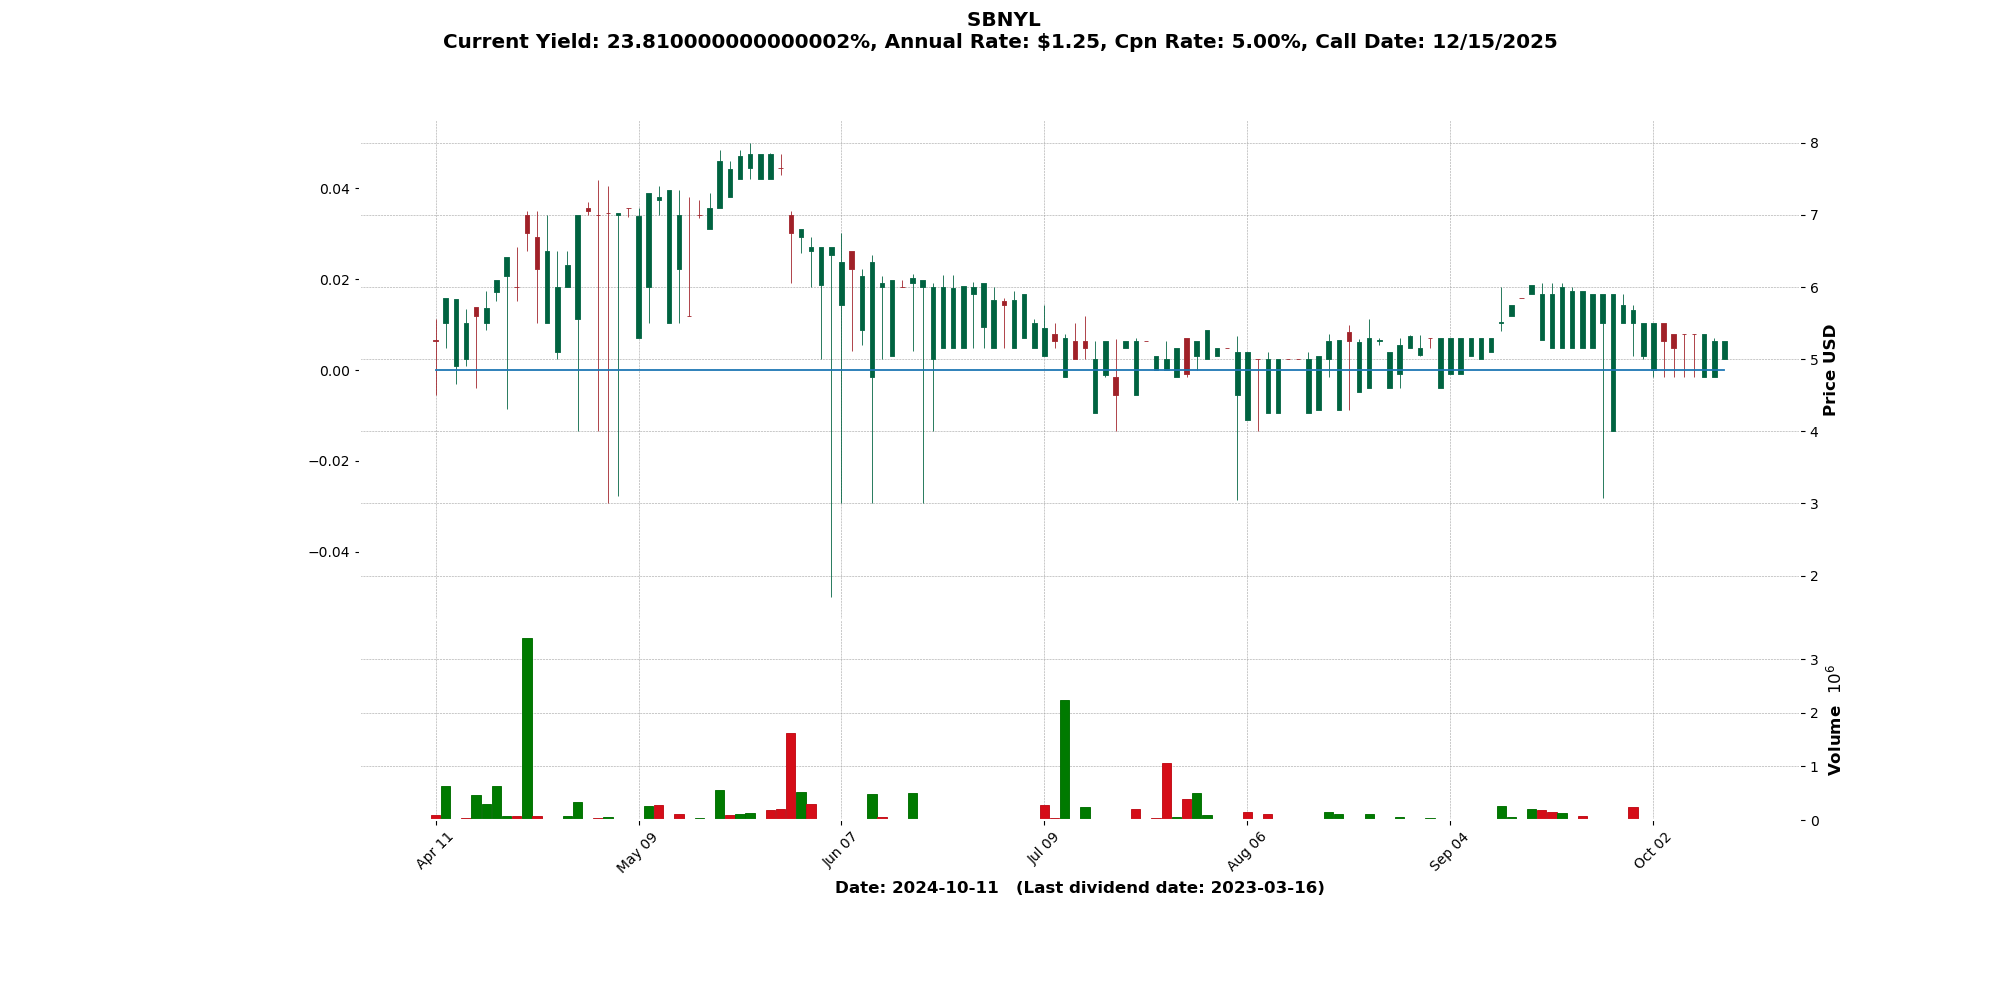 SBNYL
Current Yield: 23.810000000000002%, Annual Rate: $1.25, Cpn Rate: 5.00%, Call Date: 12/15/2025
8
0.04
7
0.02
6
0.00
5
Price USD
4
−0.02
3
−0.04
2
3
2
1
0
Volume 10^6
Apr 11
May 09
Jun 07
Jul 09
Aug 06
Sep 04
Oct 02
Date: 2024-10-11 (Last dividend date: 2023-03-16)